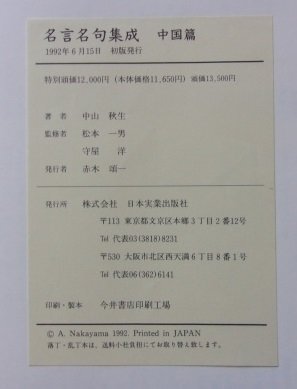 名言名句集成　中国篇
1992年6月15日　初版発行
特別頒価12,000円（本体価格11,650円）頒価13,500円
著　者　中山　秋生
監修者　松本　一男
守屋　洋
発行者　赤木　頌一
発行所　株式会社　日本実業出版社
〒113　東京都文京区本郷3丁目2番12号
Tel　代表03(3818)8231
〒530　大阪市北区西天満6丁目8番1号
Tel　代表06(362)6141
印刷・製本　今井書店印刷工場
© A. Nakayama 1992. Printed in JAPAN
落丁・乱丁本は、送料小社負担にてお取り替え致します。